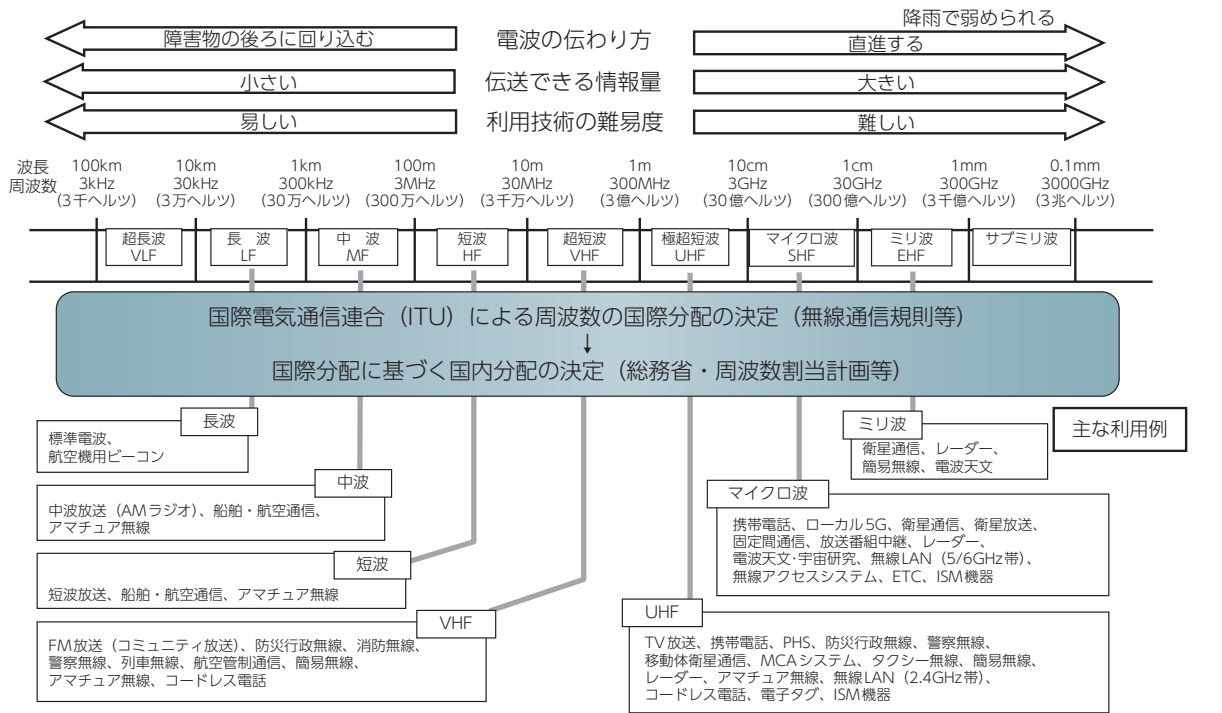 降雨で弱められる
障害物の後ろに回り込む 電波の伝わり方 直進する
小さい 伝送できる情報量 大きい
易しい 利用技術の難易度 難しい
波長 100km 10km 1km 100m 10m 1m 10cm 1cm 1mm 0.1mm
周波数 3kHz 30kHz 300kHz 3MHz 30MHz 300MHz 3GHz 30GHz 300GHz 3000GHz
(3千ヘルツ) (3万ヘルツ) (30万ヘルツ) (300万ヘルツ) (3千万ヘルツ) (3億ヘルツ) (30億ヘルツ) (300億ヘルツ) (3千億ヘルツ) (3兆ヘルツ)
超長波 長 波 中 波 短波 超短波 極超短波 マイクロ波 ミリ波 サブミリ波
VLF LF MF HF VHF UHF SHF EHF
国際電気通信連合（ITU）による周波数の国際分配の決定（無線通信規則等）
↓
国際分配に基づく国内分配の決定（総務省・周波数割当計画等）
長波
標準電波、
航空機用ビーコン
中波
中波放送（AMラジオ）、船舶・航空通信、
アマチュア無線
短波
短波放送、船舶・航空通信、アマチュア無線
VHF
FM放送（コミュニティ放送）、防災行政無線、消防無線、
警察無線、列車無線、航空管制通信、簡易無線、
アマチュア無線、コードレス電話
主な利用例
ミリ波
衛星通信、レーダー、
簡易無線、電波天文
マイクロ波
携帯電話、ローカル5G、衛星通信、衛星放送、
固定間通信、放送番組中継、レーダー、
電波天文・宇宙研究、無線LAN（5/6GHz帯）、
無線アクセスシステム、ETC、ISM機器
UHF
TV放送、携帯電話、PHS、防災行政無線、警察無線、
移動体衛星通信、MCAシステム、タクシー無線、簡易無線、
レーダー、アマチュア無線、無線LAN（2.4GHz帯）、
コードレス電話、電子タグ、ISM機器